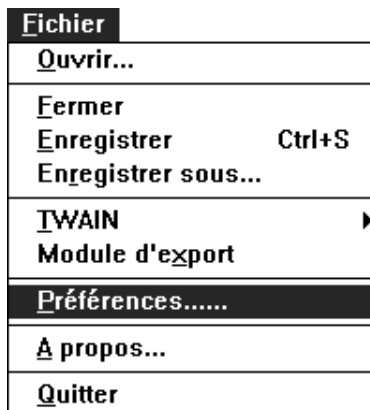 Fichier
Ouvrir...
Fermer
Enregistrer Ctrl+S
Enregistrer sous...
TWAIN
Module d'export
Préférences......
A propos...
Quitter